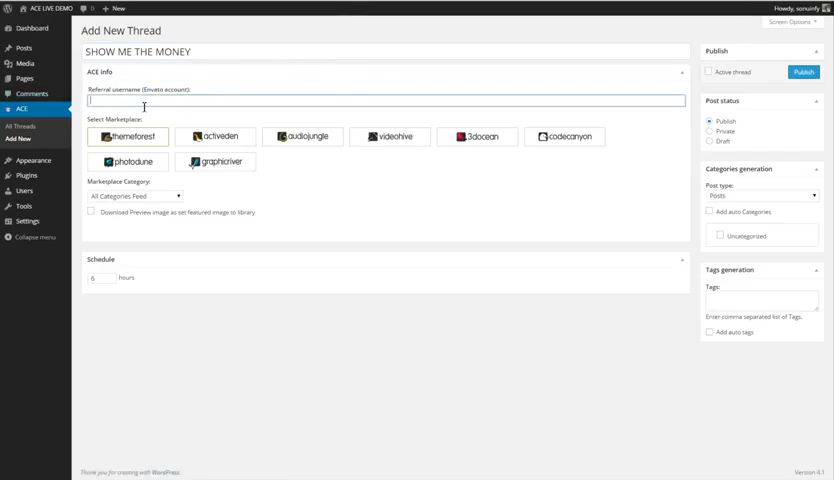 ACE LIVE DEMO 0 + New Howdy, sonuinfy
Screen Options
Dashboard
Posts
Media
Pages
Comments
ACE
All Threads
Add New
Appearance
Plugins
Users
Tools
Settings
Collapse menu
Add New Thread
SHOW ME THE MONEY
ACE info
Referral username (Envato account):
Select Marketplace:
themeforest activeden audiojungle videohive 3docean codecanyon
photodune graphicriver
Marketplace Category:
All Categories Feed
Download Preview image as set featured image to library
Schedule
6 hours
Publish
Active thread Publish
Post status
Publish
Private
Draft
Categories generation
Post type:
Posts
Add auto Categories
Uncategorized
Tags generation
Tags:
Enter comma separated list of Tags.
Add auto tags
Thank you for creating with WordPress. Version 4.1